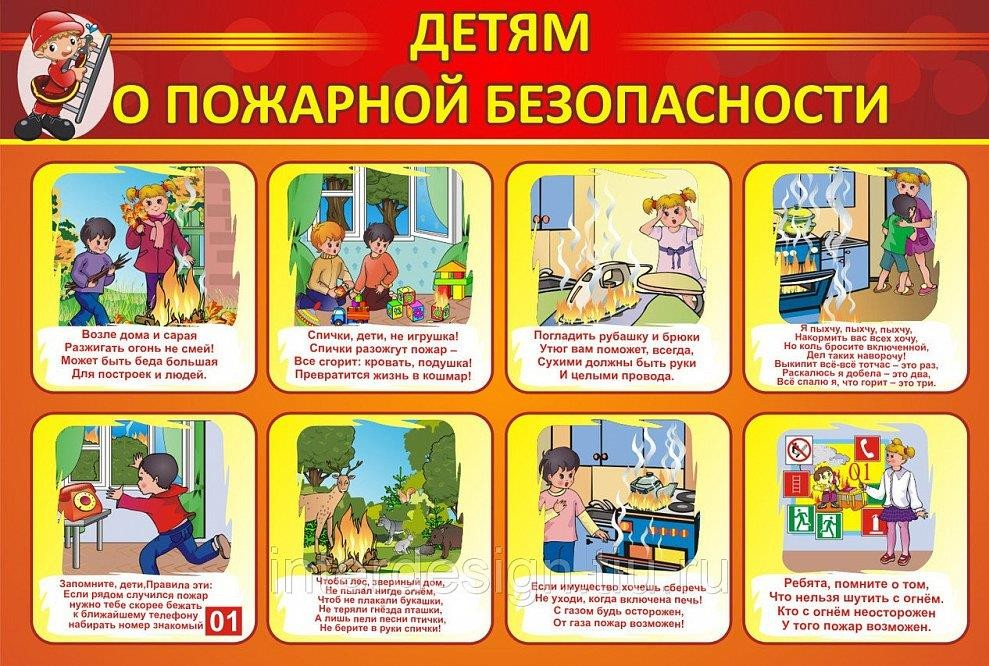 ДЕТЯМ
О ПОЖАРНОЙ БЕЗОПАСНОСТИ
Возле дома и сарая
Разжигать огонь не смей!
Может быть беда большая
Для построек и людей.
Спички, дети, не игрушка!
Спички разожгут пожар –
Все сгорит: кровать, подушка!
Превратится жизнь в кошмар!
Погладить рубашку и брюки
Утюг вам поможет, всегда,
Сухими должны быть руки
И целыми провода.
Я пыхчу, пыхчу, пыхчу,
Накормить вас всех хочу,
Но коль бросите включенной,
Дел таких наворочу!
Выкипит всё-всё тотчас – это раз,
Раскалюсь я добела – это два,
Всё спалю я, что горит – это три.
Запомните, дети,Правила эти:
Если рядом случился пожар
нужно тебе скорее бежать
к ближайшему телефону
набирать номер знакомый 01
Чтобы лес, звериный дом,
Не пылал нигде огнём,
Чтоб не плакали букашки,
Не теряли гнёзда пташки,
А лишь пели песни птички,
Не берите в руки спички!
Если имущество хочешь сберечь
Не уходи, когда включена печь!
С газом будь осторожен,
От газа пожар возможен!
01
Ребята, помните о том,
Что нельзя шутить с огнём.
Кто с огнём неосторожен
У того пожар возможен.